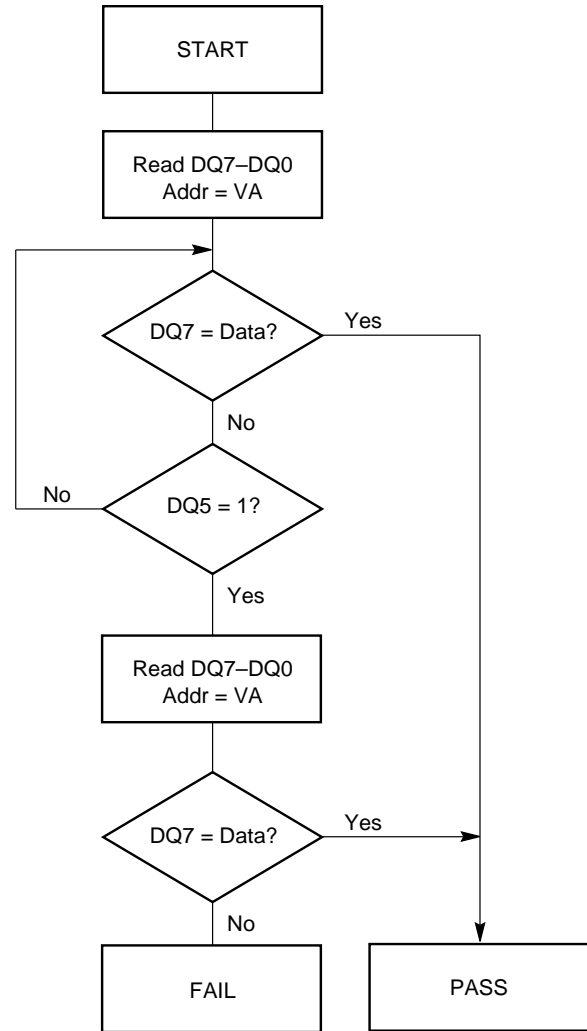 START
Read DQ7–DQ0
Addr = VA
DQ7 = Data?
Yes
No
No
DQ5 = 1?
Yes
Read DQ7–DQ0
Addr = VA
DQ7 = Data?
Yes
No
FAIL
PASS